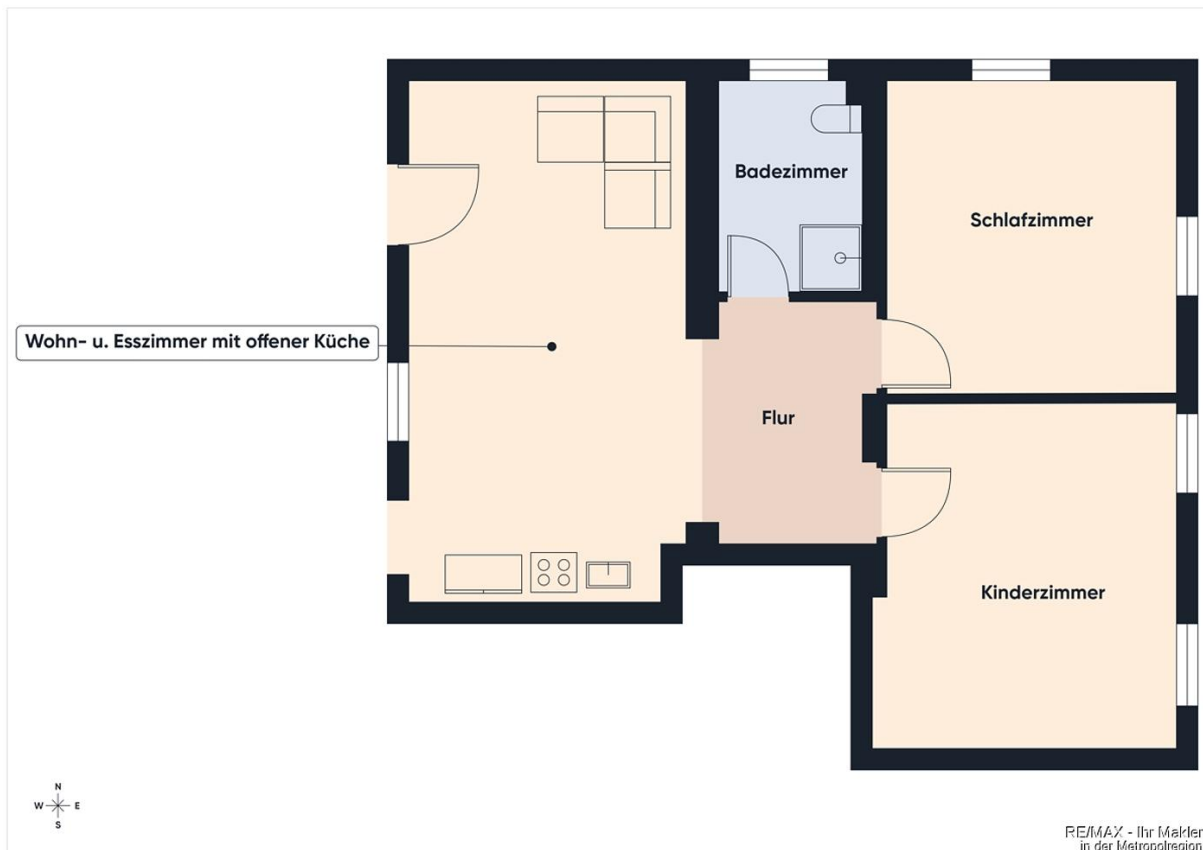 Badezimmer
Schlafzimmer
Wohn- u. Esszimmer mit offener Küche
Flur
Kinderzimmer
N
W E
S
RE/MAX - Ihr Makler
in der Metropolregion